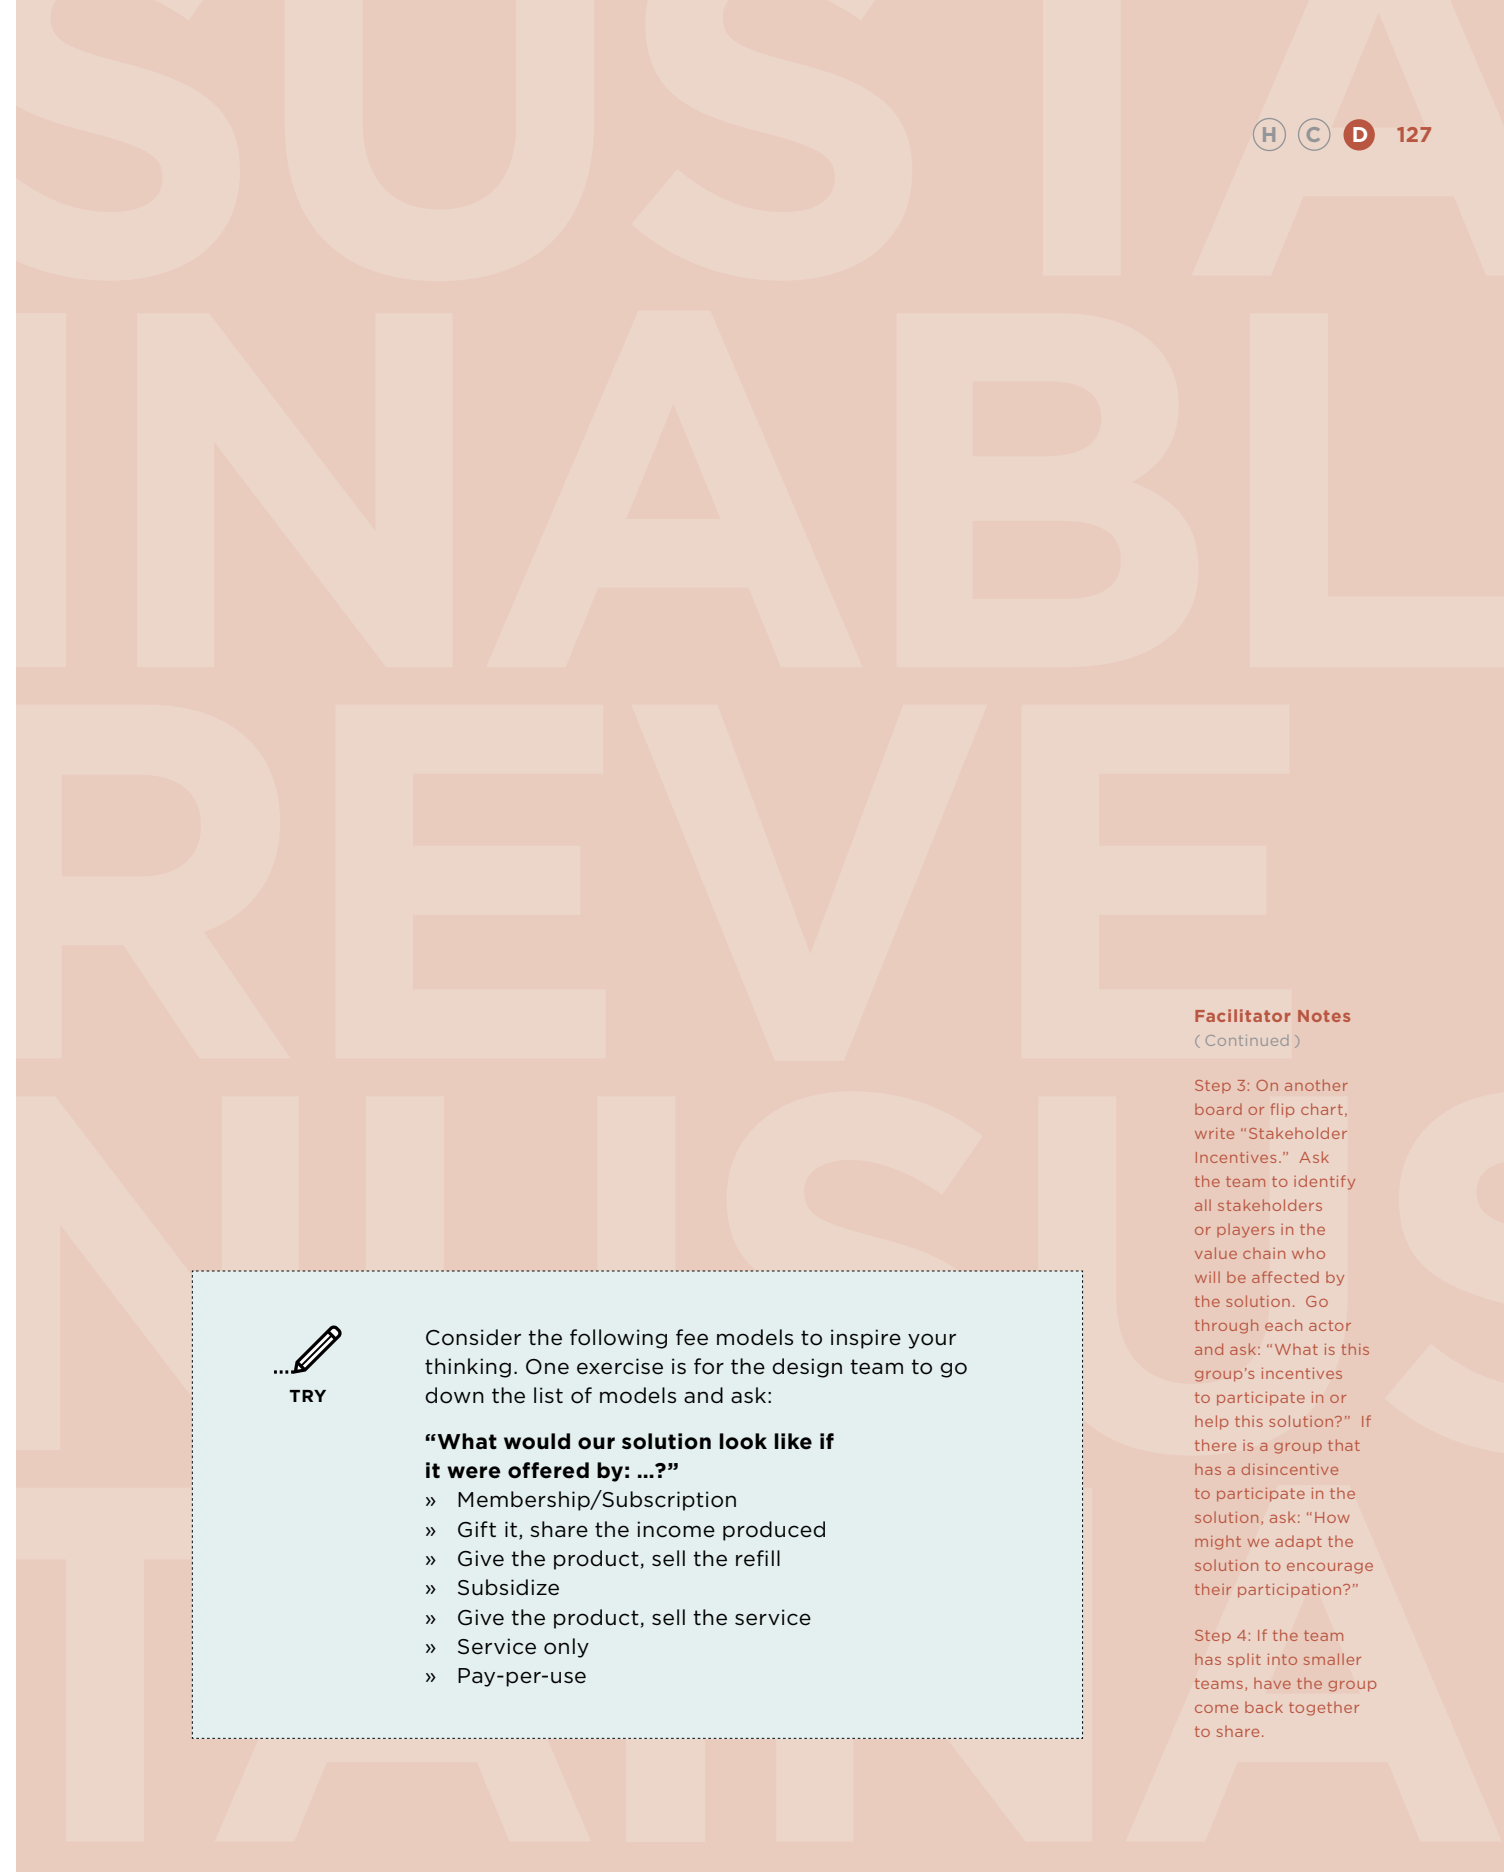 SUSTA
INABL
REVE
NUSUS
TAINA
H C D 127
TRY
Consider the following fee models to inspire your
thinking. One exercise is for the design team to go
down the list of models and ask:
“What would our solution look like if
it were offered by: ...?”
» Membership/Subscription
» Gift it, share the income produced
» Give the product, sell the refill
» Subsidize
» Give the product, sell the service
» Service only
» Pay-per-use
Facilitator Notes
( Continued )
Step 3: On another
board or flip chart,
write “Stakeholder
Incentives.”  Ask
the team to identify
all stakeholders
or players in the
value chain who
will be affected by
the solution.  Go
through each actor
and ask: “What is this
group’s incentives
to participate in or
help this solution?”  If
there is a group that
has a disincentive
to participate in the
solution, ask: “How
might we adapt the
solution to encourage
their participation?”
Step 4: If the team
has split into smaller
teams, have the group
come back together
to share.